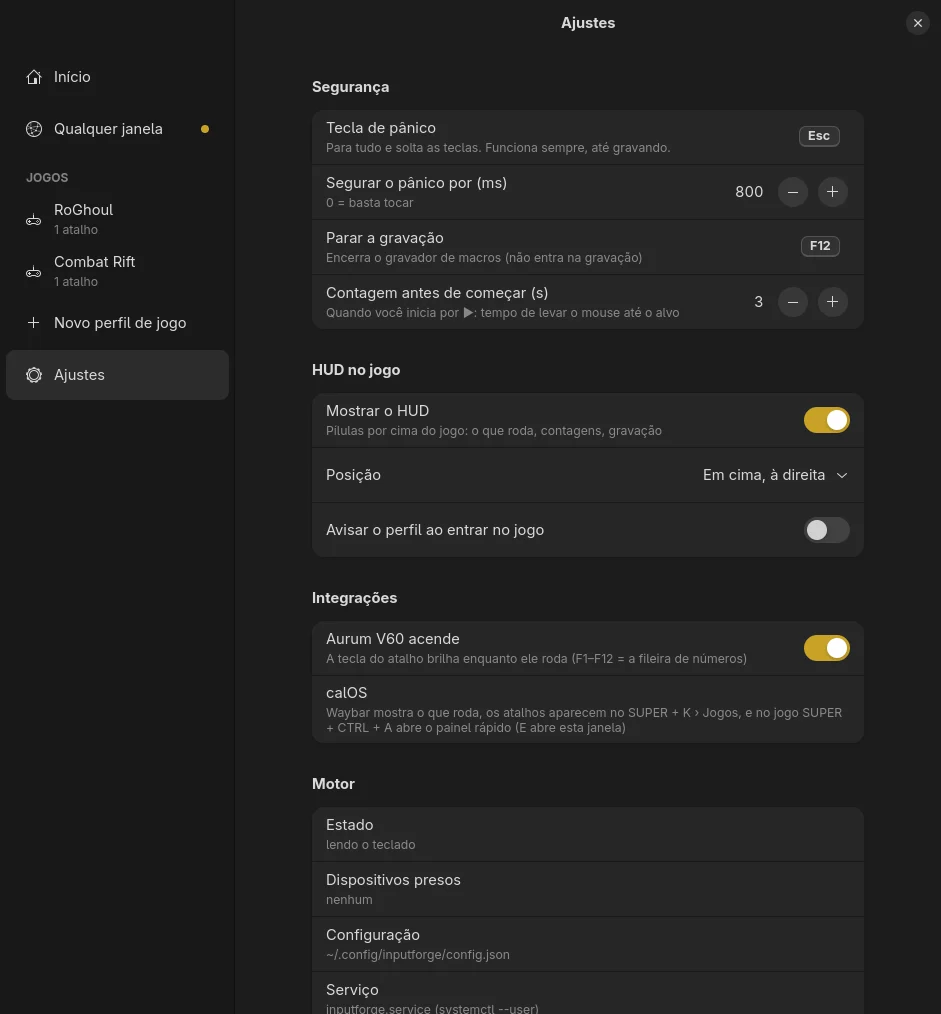 Ajustes
Início
Qualquer janela
JOGOS
RoGhoul
1 atalho
Combat Rift
1 atalho
Novo perfil de jogo
Ajustes
Segurança
Tecla de pânico
Para tudo e solta as teclas. Funciona sempre, até gravando.
Esc
Segurar o pânico por (ms)
0 = basta tocar
800
Parar a gravação
Encerra o gravador de macros (não entra na gravação)
F12
Contagem antes de começar (s)
Quando você inicia por ▶: tempo de levar o mouse até o alvo
3
HUD no jogo
Mostrar o HUD
Pílulas por cima do jogo: o que roda, contagens, gravação
Posição
Em cima, à direita
Avisar o perfil ao entrar no jogo
Integrações
Aurum V60 acende
A tecla do atalho brilha enquanto ele roda (F1–F12 = a fileira de números)
calOS
Waybar mostra o que roda, os atalhos aparecem no SUPER + K › Jogos, e no jogo SUPER
+ CTRL + A abre o painel rápido (E abre esta janela)
Motor
Estado
lendo o teclado
Dispositivos presos
nenhum
Configuração
~/.config/inputforge/config.json
Serviço
inputforge.service (systemctl --user)